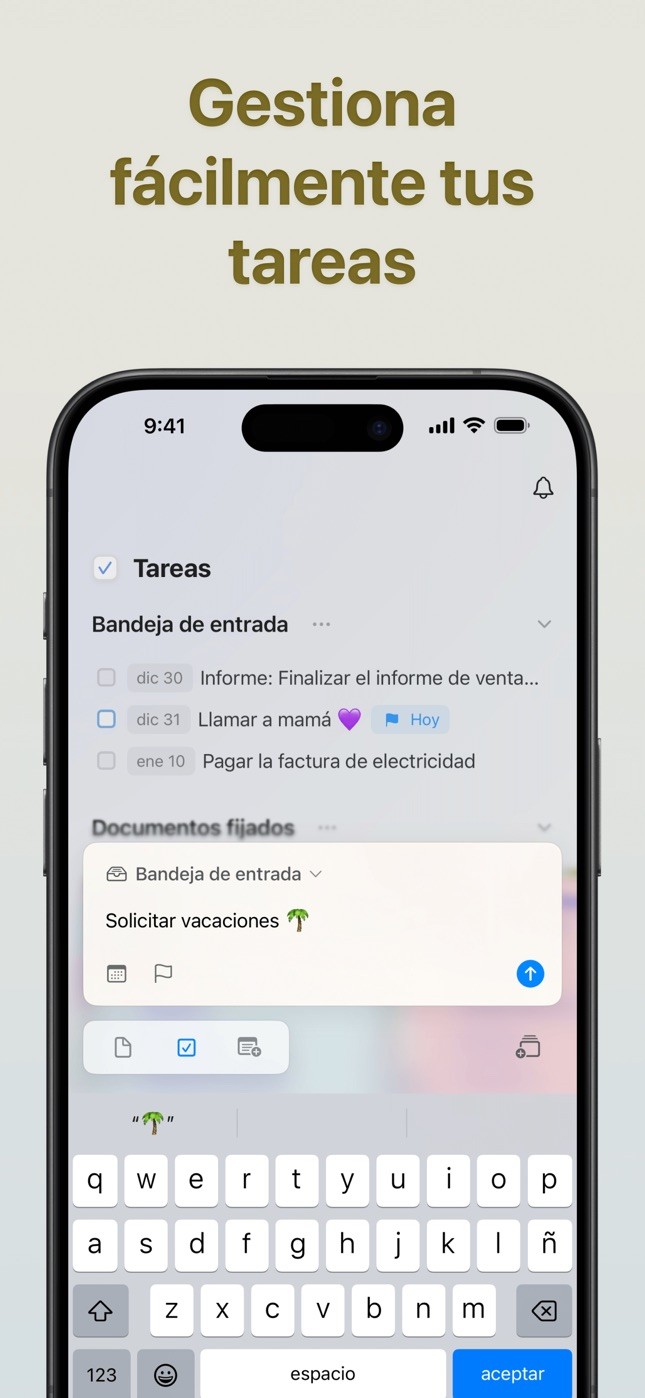 Gestiona
fácilmente tus
tareas
9:41
Tareas
Bandeja de entrada ...
dic 30 Informe: Finalizar el informe de venta...
dic 31 Llamar a mamá 💜 Hoy
ene 10 Pagar la factura de electricidad
Documentos fijados ...
Bandeja de entrada
Solicitar vacaciones 🌴
“🌴”
q w e r t y u i o p
a s d f g h j k l ñ
z x c v b n m
123 espacio aceptar